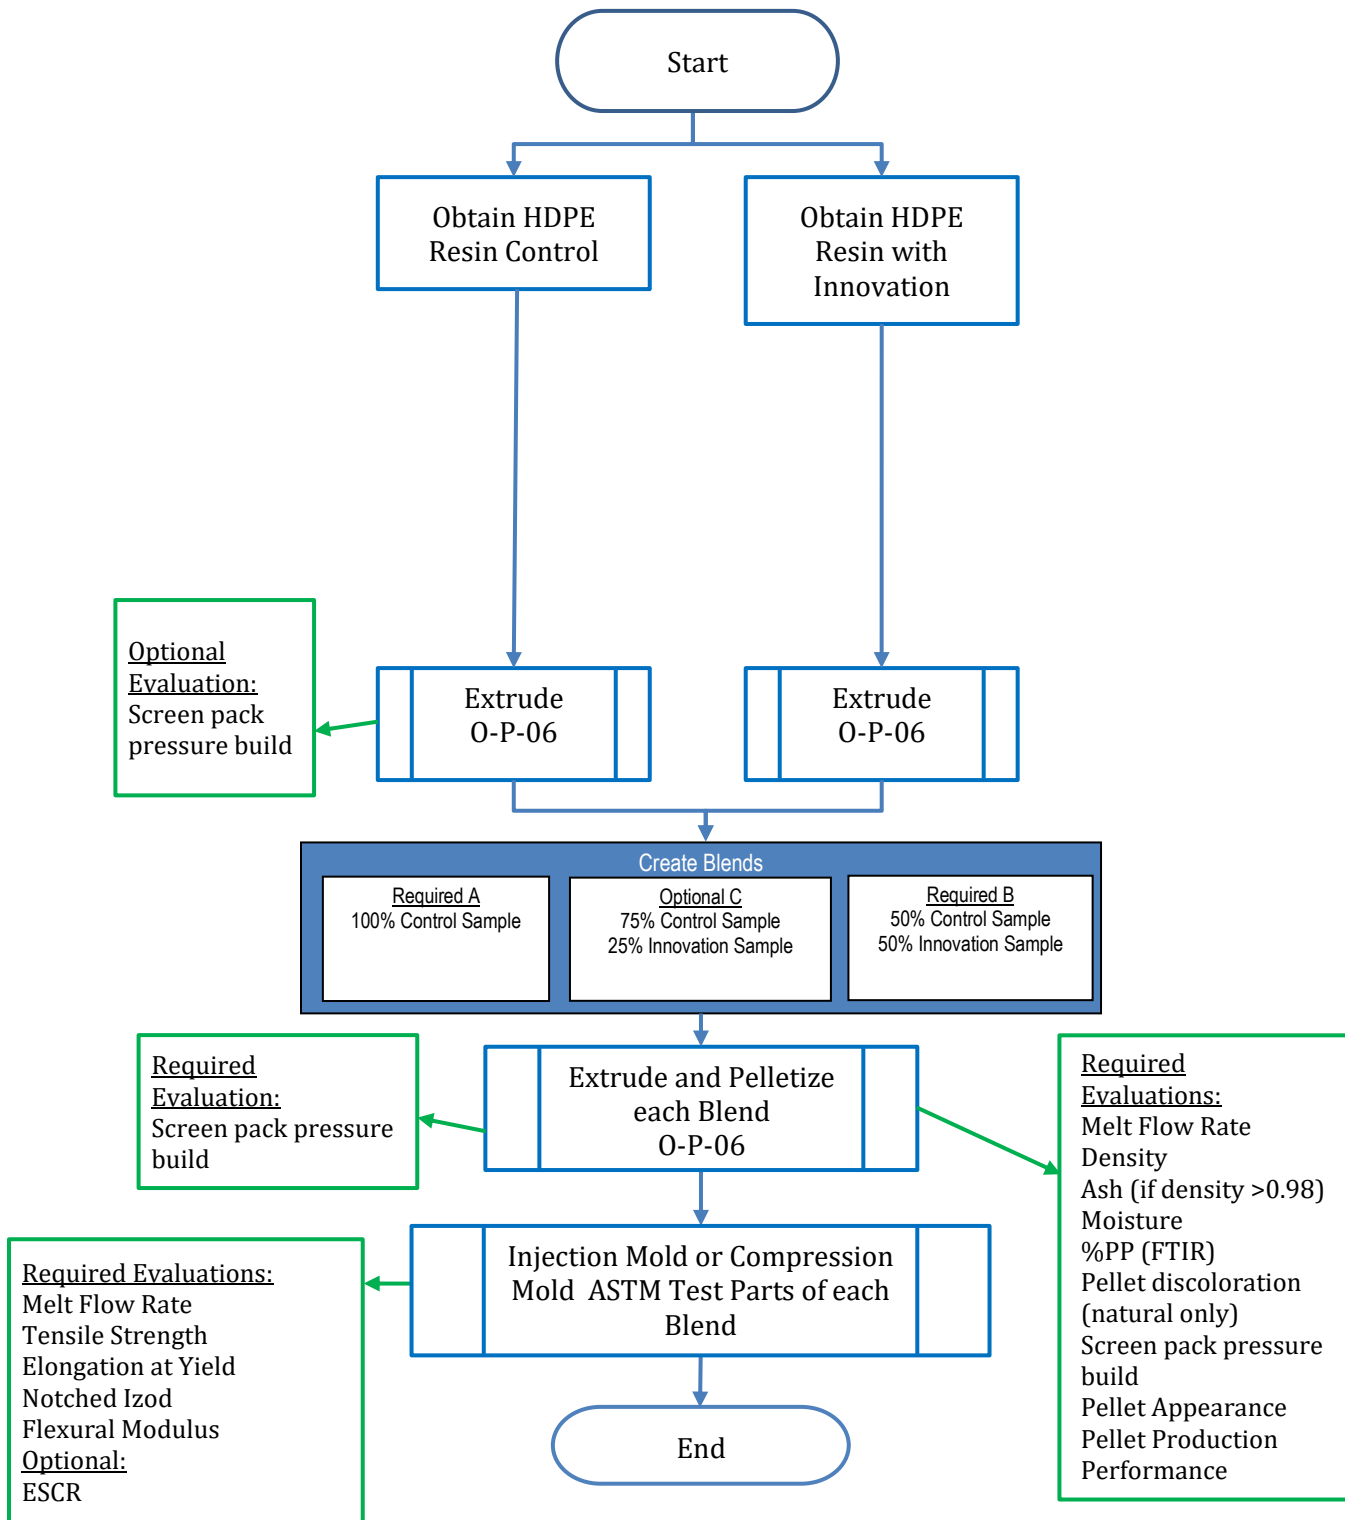 Start
Obtain HDPE
Resin Control
Obtain HDPE
Resin with
Innovation
Optional
Evaluation:
Screen pack
pressure build
Extrude
O-P-06
Extrude
O-P-06
Create Blends
Required A
100% Control Sample
Optional C
75% Control Sample
25% Innovation Sample
Required B
50% Control Sample
50% Innovation Sample
Required
Evaluation:
Screen pack pressure
build
Extrude and Pelletize
each Blend
O-P-06
Required
Evaluations:
Melt Flow Rate
Density
Ash (if density >0.98)
Moisture
%PP (FTIR)
Pellet discoloration
(natural only)
Screen pack pressure
build
Pellet Appearance
Pellet Production
Performance
Injection Mold or Compression
Mold  ASTM Test Parts of each
Blend
Required Evaluations:
Melt Flow Rate
Tensile Strength
Elongation at Yield
Notched Izod
Flexural Modulus
Optional:
ESCR
End